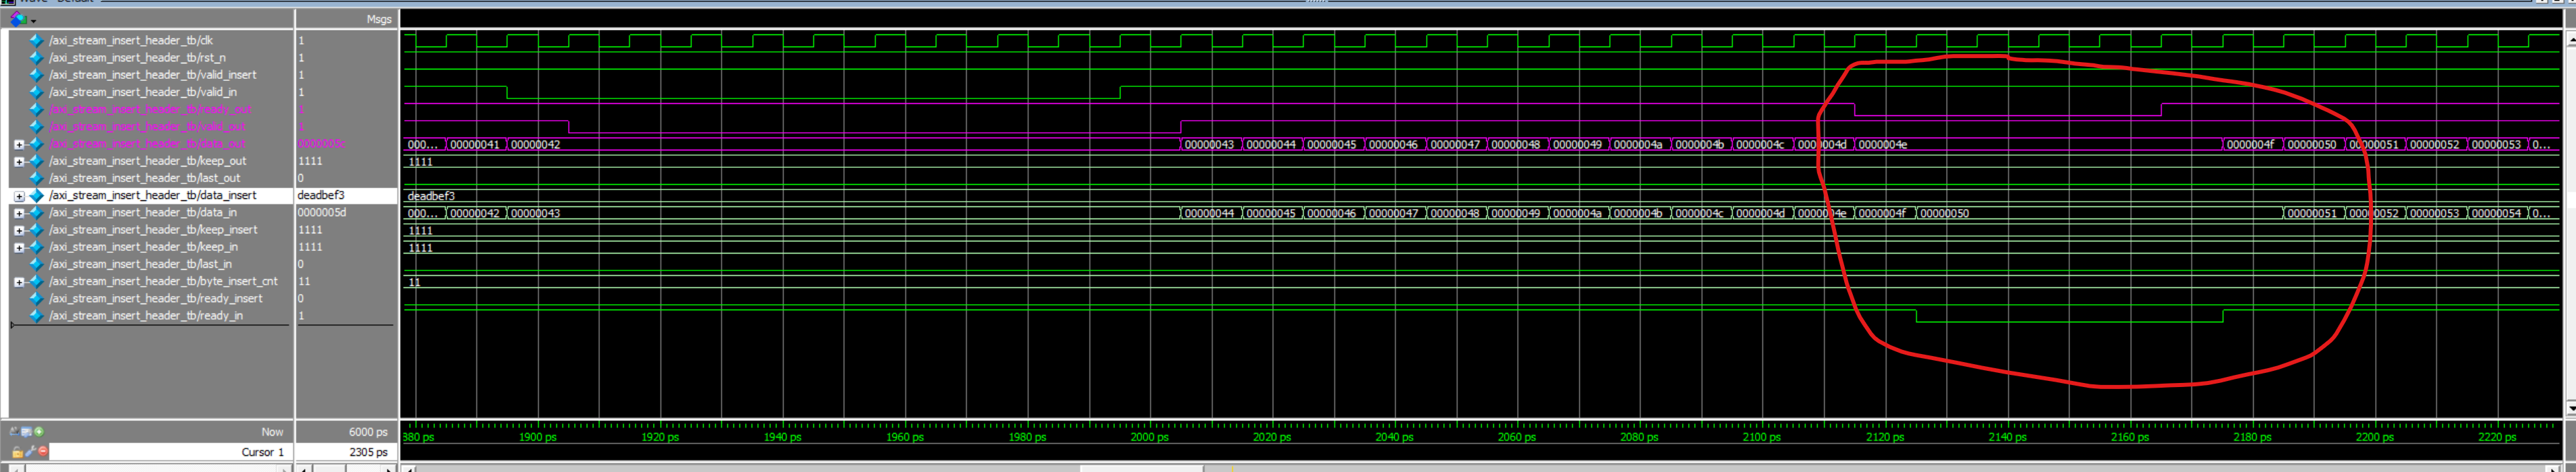 Wave - Default
Msgs
/axi_stream_insert_header_tb/clk 1
/axi_stream_insert_header_tb/rst_n 1
/axi_stream_insert_header_tb/valid_insert 1
/axi_stream_insert_header_tb/valid_in 1
/axi_stream_insert_header_tb/ready_out 1
/axi_stream_insert_header_tb/valid_out 1
/axi_stream_insert_header_tb/data_out 0000005c 000... 00000041 00000042 00000043 00000044 00000045 00000046 00000047 00000048 00000049 0000004a 0000004b 0000004c 0000004d 0000004e 0000004f 00000050 00000051 00000052 00000053 0...
/axi_stream_insert_header_tb/keep_out 1111 1111
/axi_stream_insert_header_tb/last_out 0
/axi_stream_insert_header_tb/data_insert deadbef3 deadbef3
/axi_stream_insert_header_tb/data_in 0000005d 000... 00000042 00000043 00000044 00000045 00000046 00000047 00000048 00000049 0000004a 0000004b 0000004c 0000004d 0000004e 0000004f 00000050 00000051 00000052 00000053 00000054 0...
/axi_stream_insert_header_tb/keep_insert 1111 1111
/axi_stream_insert_header_tb/keep_in 1111 1111
/axi_stream_insert_header_tb/last_in 0
/axi_stream_insert_header_tb/byte_insert_cnt 11 11
/axi_stream_insert_header_tb/ready_insert 0
/axi_stream_insert_header_tb/ready_in 1
Now 6000 ps 880 ps 1900 ps 1920 ps 1940 ps 1960 ps 1980 ps 2000 ps 2020 ps 2040 ps 2060 ps 2080 ps 2100 ps 2120 ps 2140 ps 2160 ps 2180 ps 2200 ps 2220 ps
Cursor 1 2305 ps